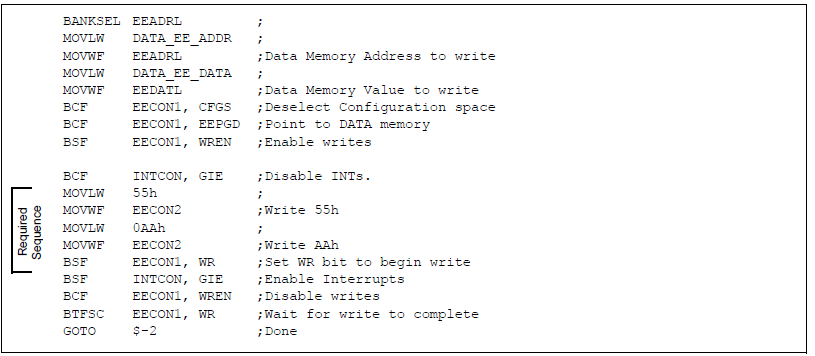 BANKSEL EEADRL ;
MOVLW DATA_EE_ADDR ;
MOVWF EEADRL ;Data Memory Address to write
MOVLW DATA_EE_DATA ;
MOVWF EEDATL ;Data Memory Value to write
BCF EECON1, CFGS ;Deselect Configuration space
BCF EECON1, EEPGD ;Point to DATA memory
BSF EECON1, WREN ;Enable writes
BCF INTCON, GIE ;Disable INTs.
Required
Sequence
MOVLW 55h ;
MOVWF EECON2 ;Write 55h
MOVLW 0AAh ;
MOVWF EECON2 ;Write AAh
BSF EECON1, WR ;Set WR bit to begin write
BSF INTCON, GIE ;Enable Interrupts
BCF EECON1, WREN ;Disable writes
BTFSC EECON1, WR ;Wait for write to complete
GOTO $-2 ;Done